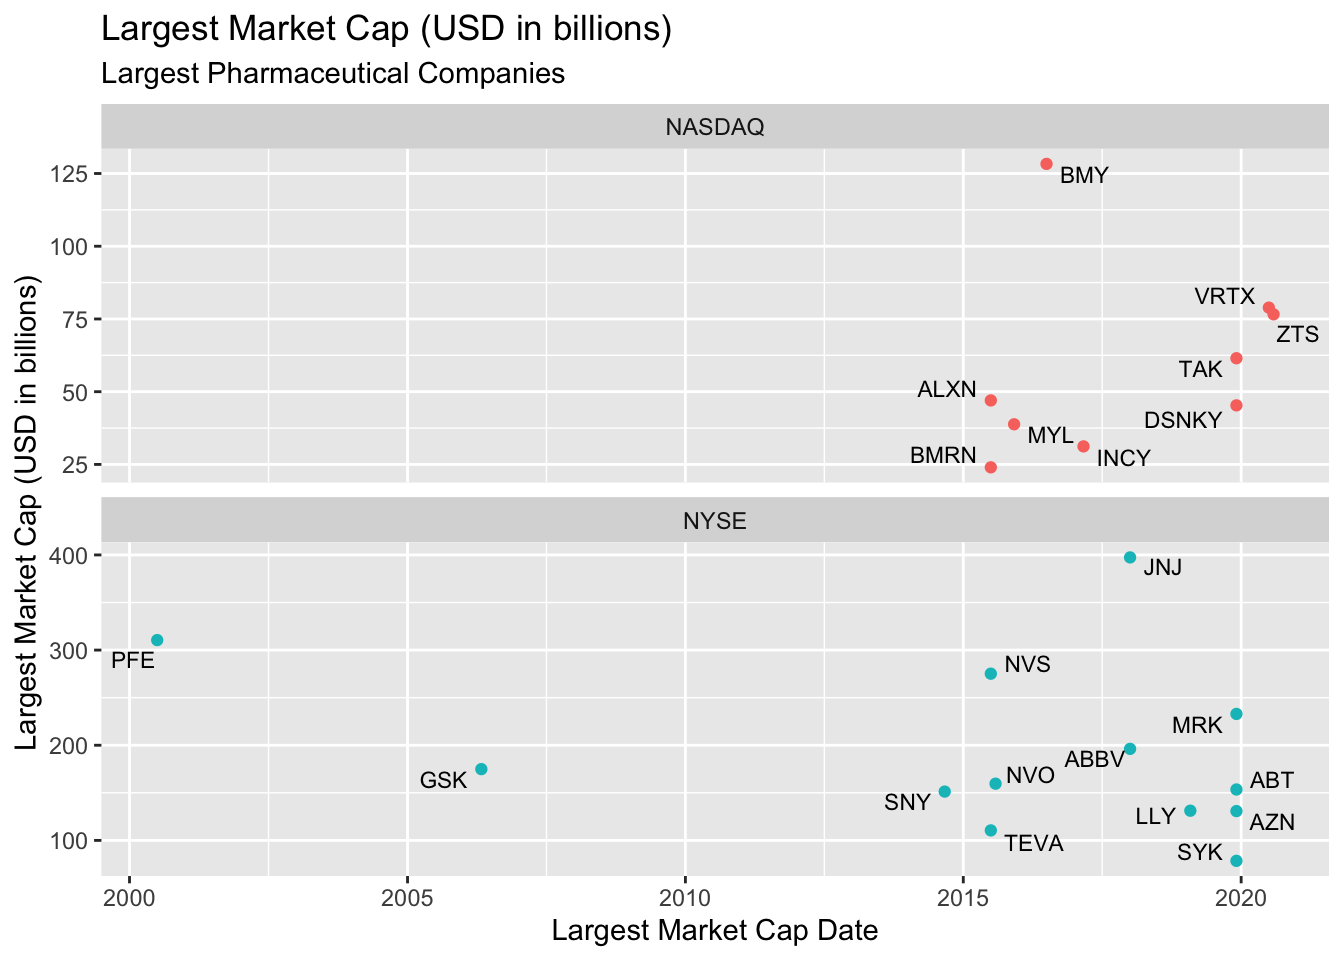 Largest Market Cap (USD in billions)
Largest Pharmaceutical Companies
NASDAQ
125
BMY
100
VRTX
75
ZTS
TAK
ALXN
50
DSNKY
MYL
BMRN
INCY
25
Largest Market Cap (USD in billions)
NYSE
400
JNJ
300
PFE
NVS
MRK
200
ABBV
NVO
GSK
ABT
SNY
LLY
AZN
100
TEVA
SYK
2000
2005
2010
2015
2020
Largest Market Cap Date